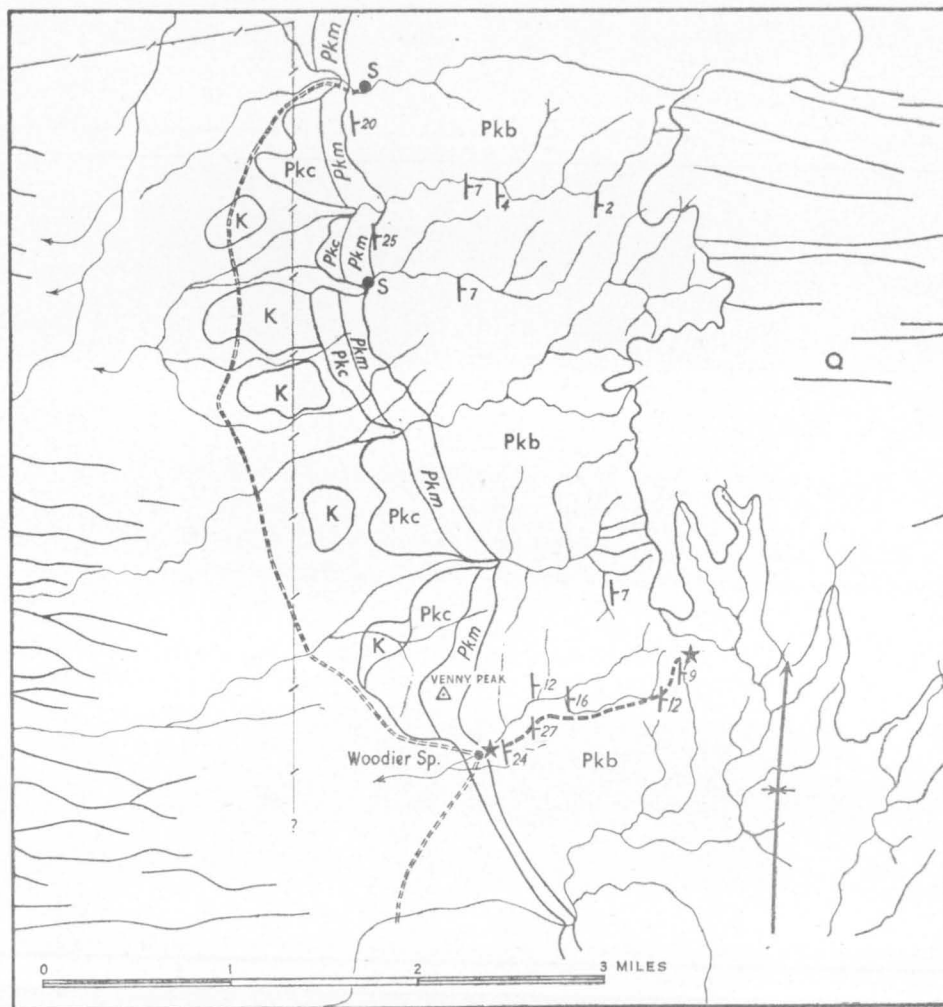 Pkm
S
20
Pkb
Pkc
Pkm
7
4
2
K
Pkc
Pkm
25
S
7
K
Pkm
Pkc
Q
K
Pkb
Pkm
K
Pkc
7
Pkc
K
Pkm
VENNY PEAK
12
16
9
12
27
Woodier Sp.
24
Pkb
?
0
1
2
3 MILES